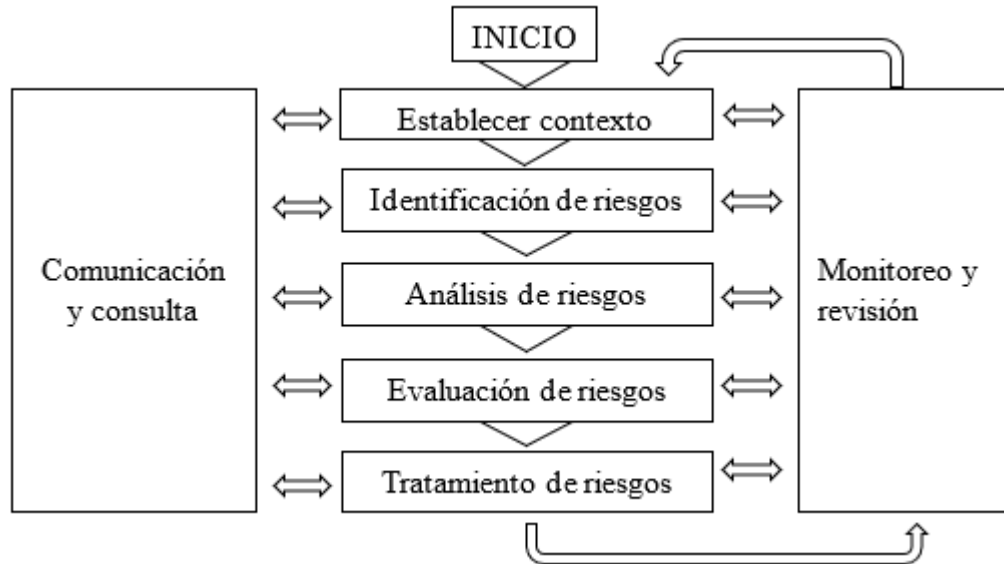 INICIO
Establecer contexto
Identificación de riesgos
Análisis de riesgos
Evaluación de riesgos
Tratamiento de riesgos
Comunicación
y consulta
Monitoreo y
revisión